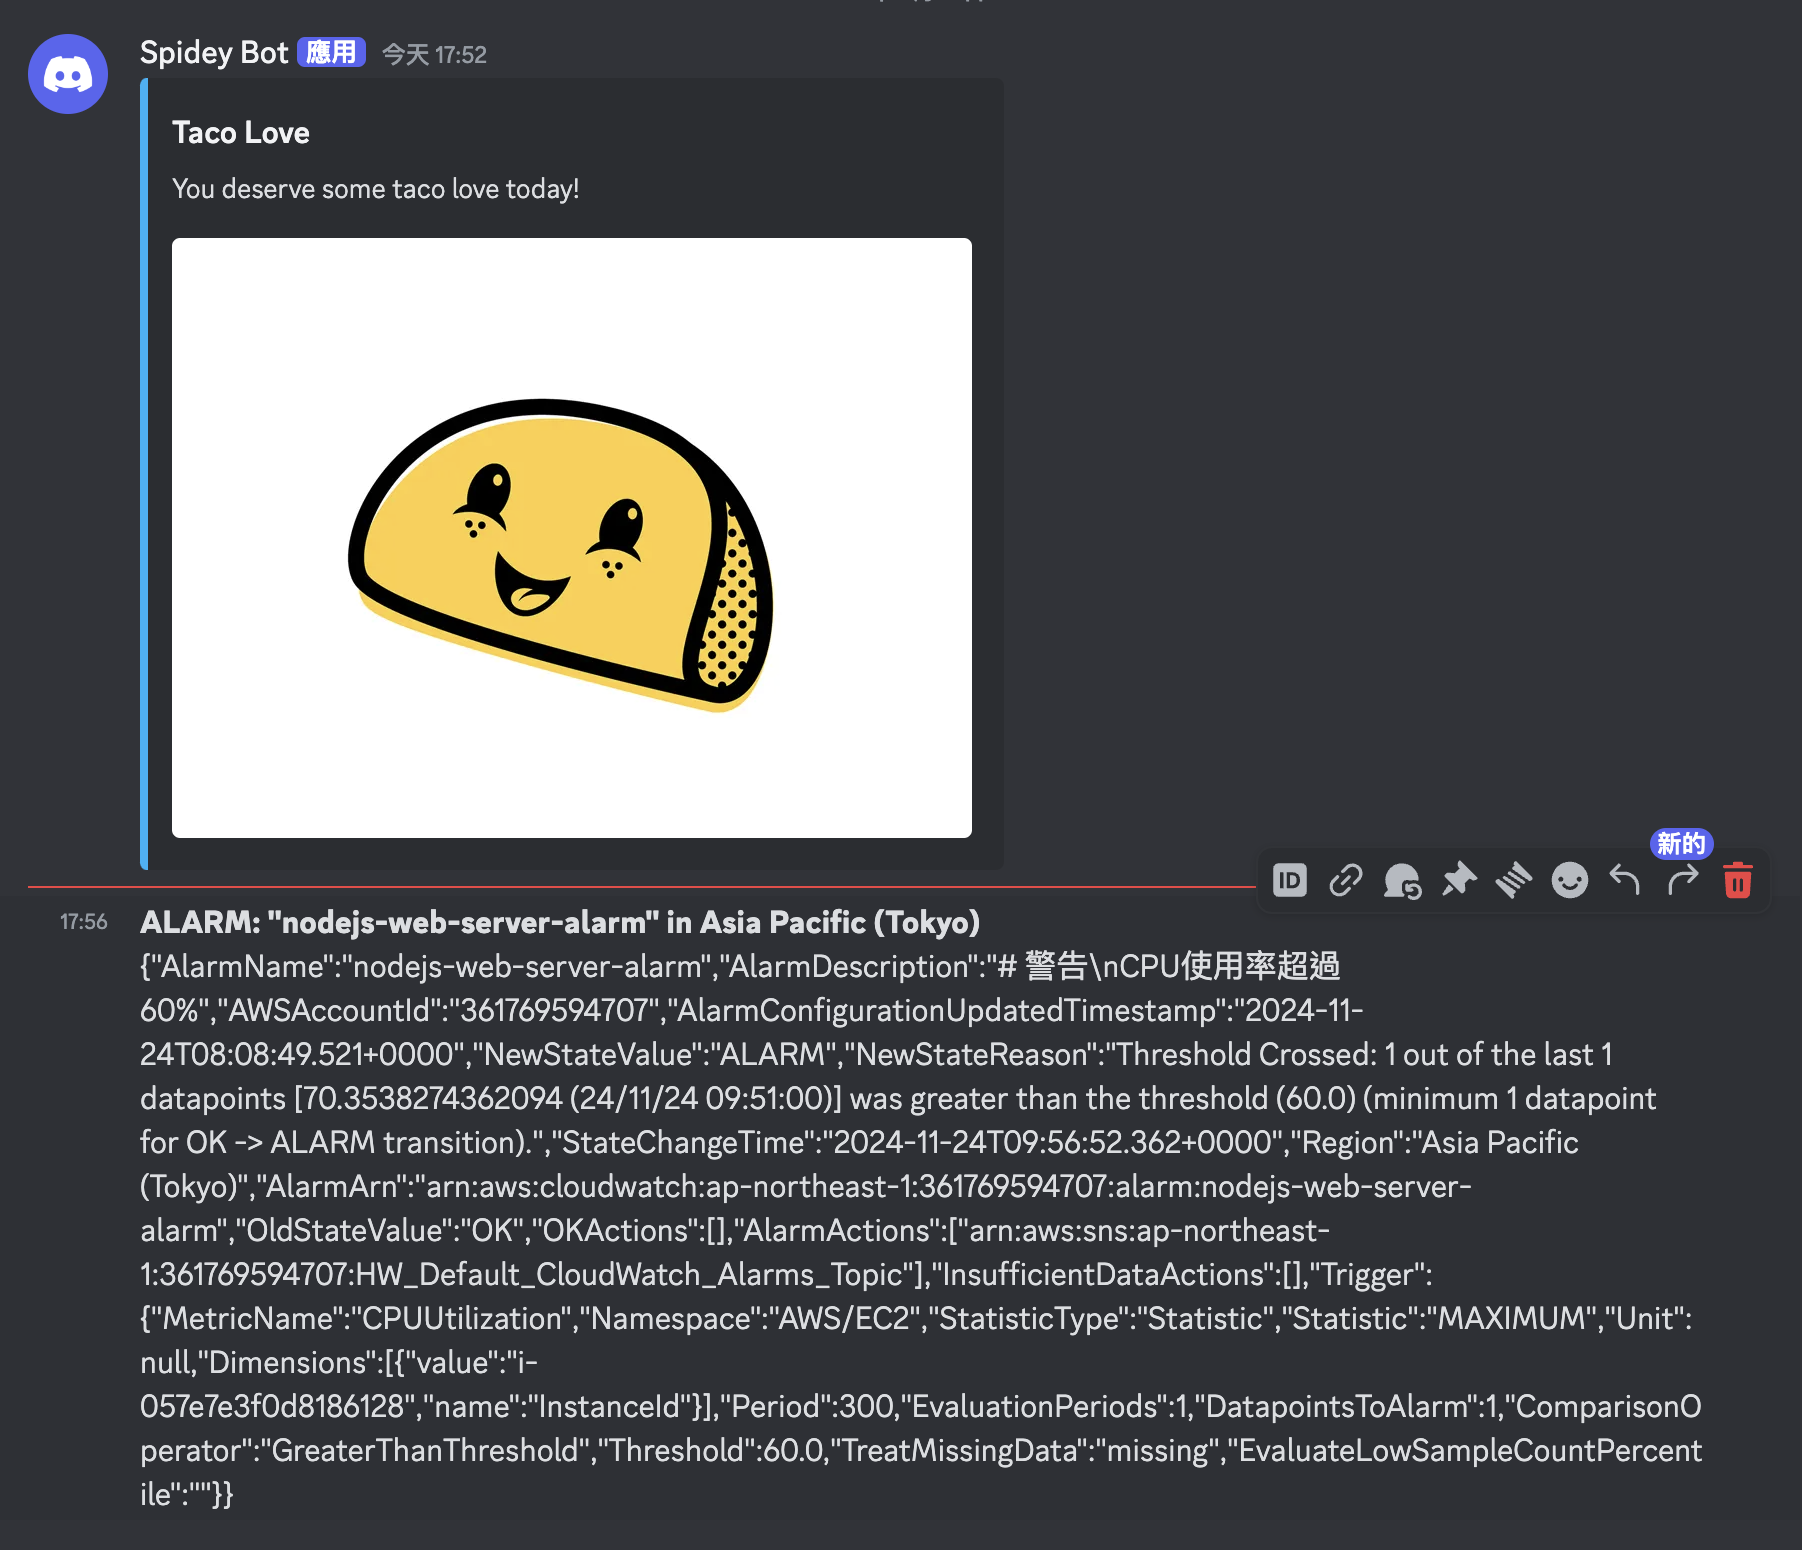 Spidey Bot 應用 今天 17:52
Taco Love
You deserve some taco love today!
新的
ID
17:56 ALARM: "nodejs-web-server-alarm" in Asia Pacific (Tokyo)
{"AlarmName":"nodejs-web-server-alarm","AlarmDescription":"# 警告\nCPU使用率超過
60%","AWSAccountId":"361769594707","AlarmConfigurationUpdatedTimestamp":"2024-11-
24T08:08:49.521+0000","NewStateValue":"ALARM","NewStateReason":"Threshold Crossed: 1 out of the last 1
datapoints [70.3538274362094 (24/11/24 09:51:00)] was greater than the threshold (60.0) (minimum 1 datapoint
for OK -> ALARM transition).","StateChangeTime":"2024-11-24T09:56:52.362+0000","Region":"Asia Pacific
(Tokyo)","AlarmArn":"arn:aws:cloudwatch:ap-northeast-1:361769594707:alarm:nodejs-web-server-
alarm","OldStateValue":"OK","OKActions":[],"AlarmActions":["arn:aws:sns:ap-northeast-
1:361769594707:HW_Default_CloudWatch_Alarms_Topic"],"InsufficientDataActions":[],"Trigger":
{"MetricName":"CPUUtilization","Namespace":"AWS/EC2","StatisticType":"Statistic","Statistic":"MAXIMUM","Unit":
null,"Dimensions":[{"value":"i-
057e7e3f0d8186128","name":"InstanceId"}],"Period":300,"EvaluationPeriods":1,"DatapointsToAlarm":1,"ComparisonO
perator":"GreaterThanThreshold","Threshold":60.0,"TreatMissingData":"missing","EvaluateLowSampleCountPercent
ile":""}}